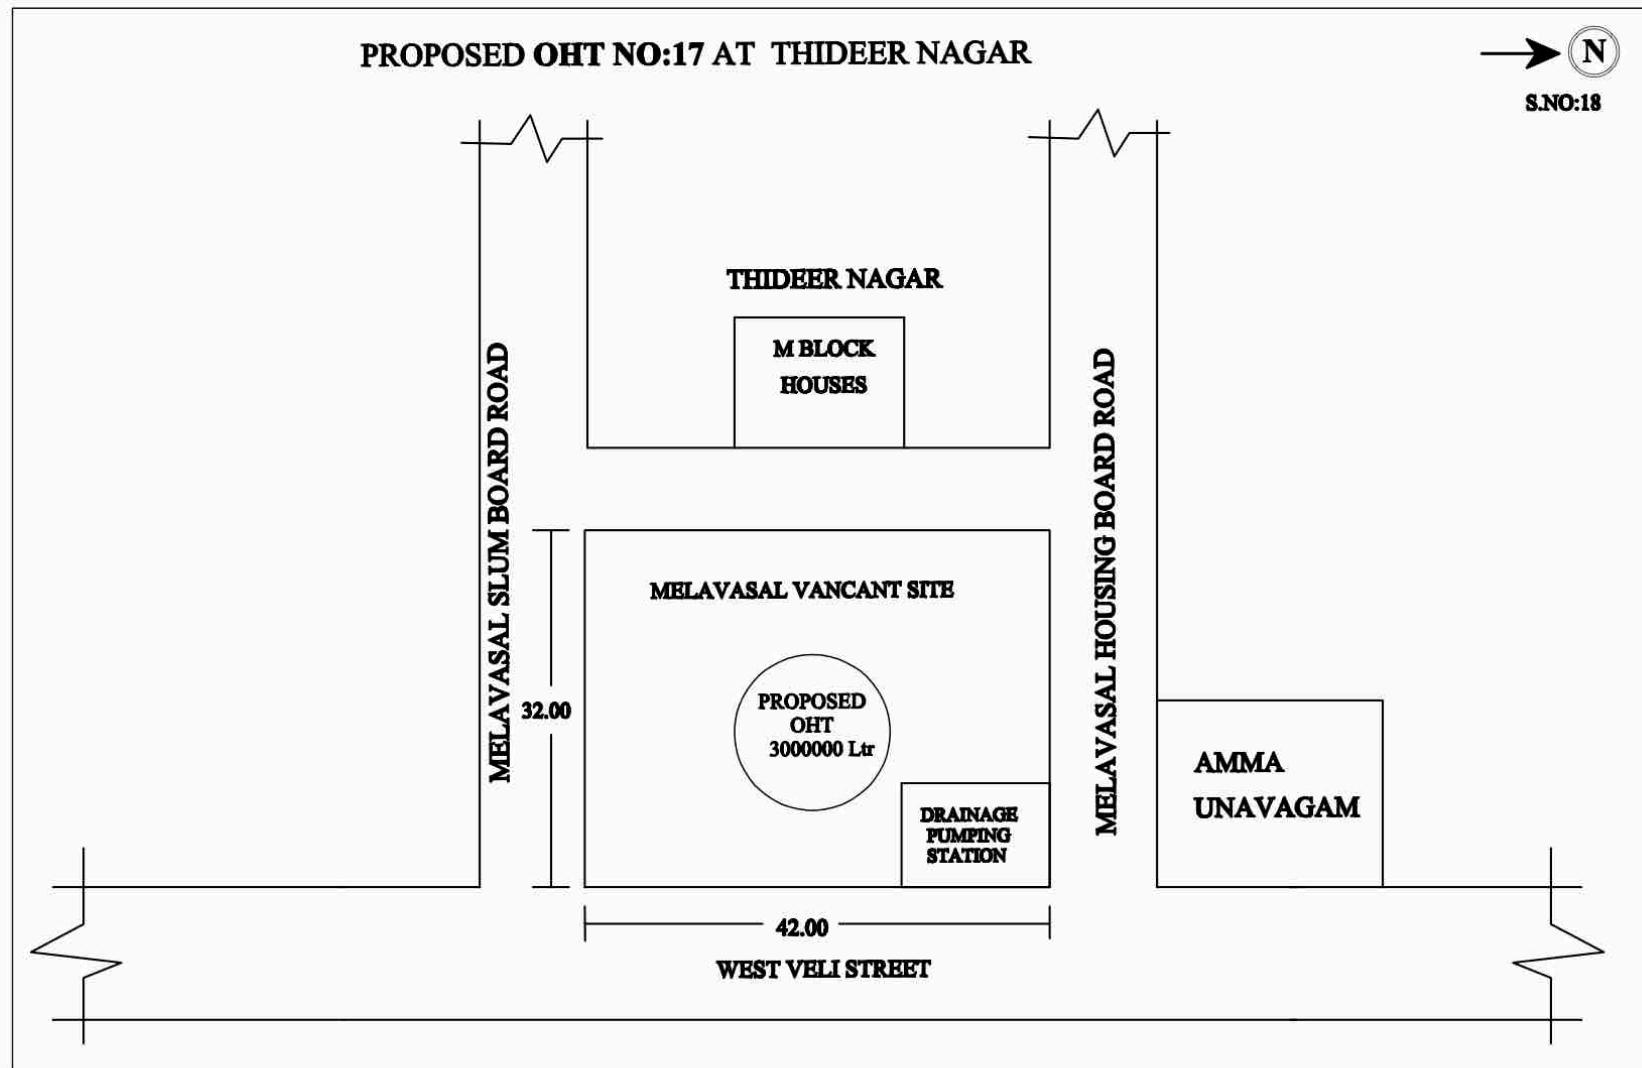 PROPOSED OHT NO:17 AT THIDEER NAGAR
N
S.NO:18
THIDEER NAGAR
M BLOCK
HOUSES
MELAVASAL SLUM BOARD ROAD
MELAVASAL HOUSING BOARD ROAD
MELAVASAL VANCANT SITE
32.00
PROPOSED
OHT
3000000 Ltr
DRAINAGE
PUMPING
STATION
AMMA
UNAVAGAM
42.00
WEST VELI STREET